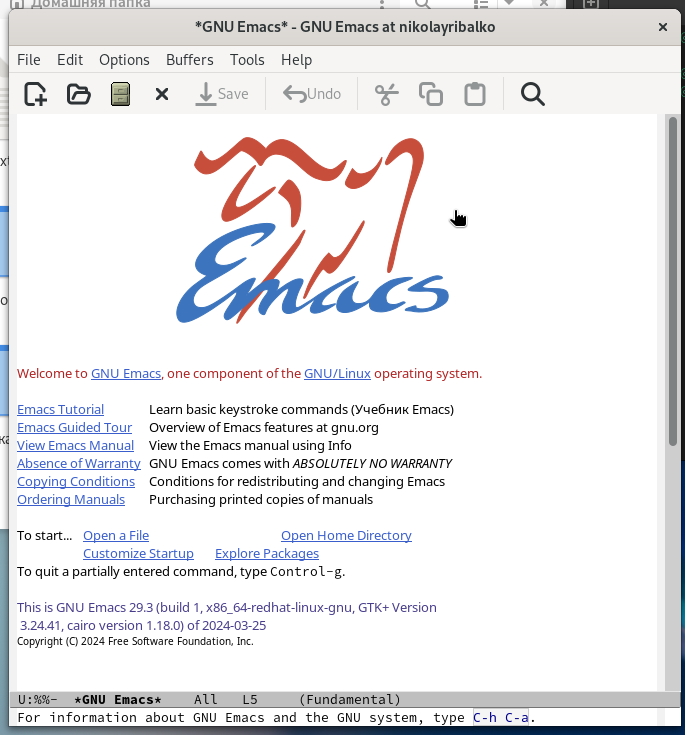 Домашняя папка
*GNU Emacs* - GNU Emacs at nikolayribalko
File Edit Options Buffers Tools Help
Save Undo
Emacs
Welcome to GNU Emacs, one component of the GNU/Linux operating system.
Emacs Tutorial Learn basic keystroke commands (Учебник Emacs)
Emacs Guided Tour Overview of Emacs features at gnu.org
View Emacs Manual View the Emacs manual using Info
Absence of Warranty GNU Emacs comes with ABSOLUTELY NO WARRANTY
Copying Conditions Conditions for redistributing and changing Emacs
Ordering Manuals Purchasing printed copies of manuals
To start... Open a File Open Home Directory
Customize Startup Explore Packages
To quit a partially entered command, type Control-g.
This is GNU Emacs 29.3 (build 1, x86_64-redhat-linux-gnu, GTK+ Version
3.24.41, cairo version 1.18.0) of 2024-03-25
Copyright (C) 2024 Free Software Foundation, Inc.
U:%%- *GNU Emacs* All L5 (Fundamental)
For information about GNU Emacs and the GNU system, type C-h C-a.